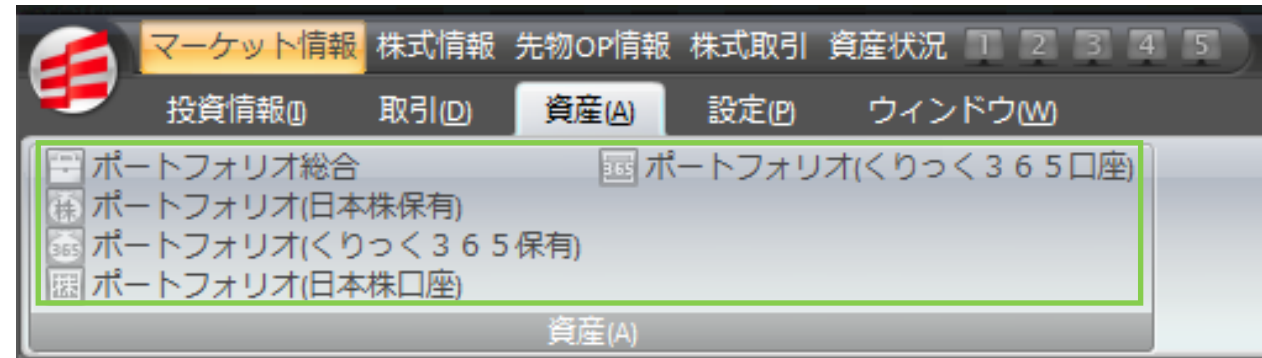 マーケット情報 株式情報 先物OP情報 株式取引 資産状況 1 2 3 4 5
投資情報(I) 取引(D) 資産(A) 設定(P) ウィンドウ(W)
ポートフォリオ総合 365 ポートフォリオ(くりっく３６５口座)
株 ポートフォリオ(日本株保有)
365 ポートフォリオ(くりっく３６５保有)
株 ポートフォリオ(日本株口座)
資産(A)